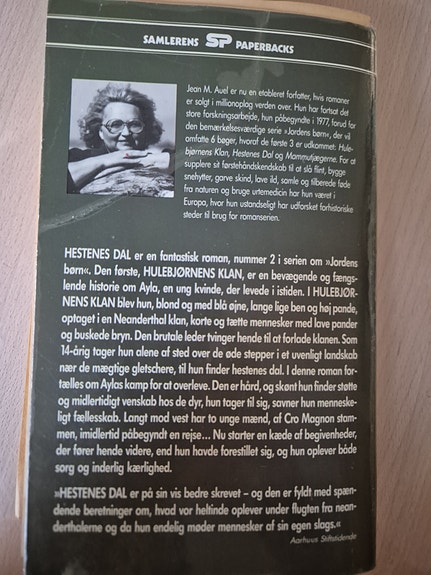 SAMLERENS SP PAPERBACKS
Jean M. Auel er nu en etableret forfatter, hvis romaner
er solgt i millionoplag verden over. Hun har fortsat det
store forskningsarbejde, hun påbegyndte i 1977, forud for
den bemærkelsesværdige serie »Jordens børn«, der vil
omfatte 6 bøger, hvoraf de første 3 er udkommet: Hule-
bjørnens Klan, Hestenes Dal og Mammutjægerne. For at
supplere sit førstehåndskendskab til at slå flint, bygge
snehytter, garve skind, lave ild, samle og tilberede føde
fra naturen og bruge urtemedicin har hun været i
Europa, hvor hun ustandseligt har udforsket forhistoriske
steder til brug for romanserien.
HESTENES DAL er en fantastisk roman, nummer 2 i serien om »Jordens
børn«. Den første, HULEBJØRNENS KLAN, er en bevægende og fængs-
lende historie om Ayla, en ung kvinde, der levede i istiden. I HULEBJØR-
NENS KLAN blev hun, blond og med blå øjne, lange lige ben og høj pande,
optaget i en Neanderthal klan, korte og tætte mennesker med lave pander
og buskede bryn. Den brutale leder tvinger hende til at forlade klanen. Som
14-årig tager hun alene af sted over de øde stepper i et uvenligt landskab
nær de mægtige gletschere, til hun finder hestenes dal. I denne roman for-
tælles om Aylas kamp for at overleve. Den er hård, og skønt hun finder støtte
og midlertidigt venskab hos de dyr, hun tager til sig, savner hun menneske-
ligt fællesskab. Langt mod vest har to unge mænd, af Cro Magnon stam-
men, imidlertid påbegyndt en rejse... Nu starter en kæde af begivenheder,
der fører hende videre, end hun havde forestillet sig, og hun oplever både
sorg og inderlig kærlighed.
»HESTENES DAL er på sin vis bedre skrevet – og den er fyldt med spæn-
dende beretninger om, hvad vor heltinde oplever under flugten fra nean-
derthalerne og da hun endelig møder mennesker af sin egen slags.«
Aarhuus Stiftstidende